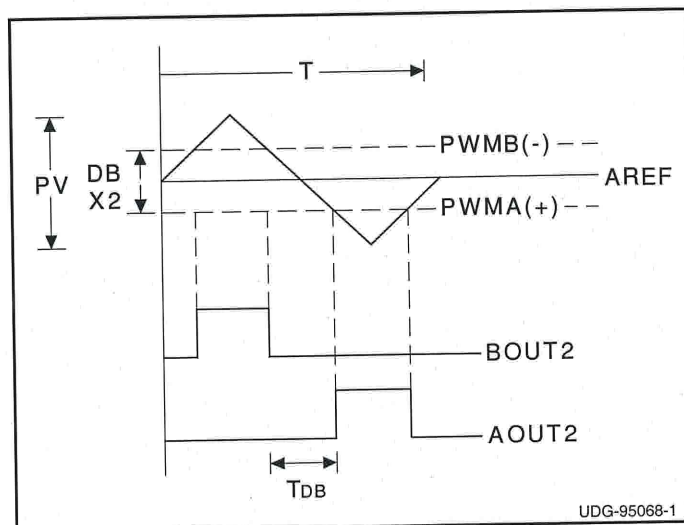 T
PWMB(-)
DB
X2
PV
AREF
PWMA(+)
BOUT2
AOUT2
TDB
UDG-95068-1